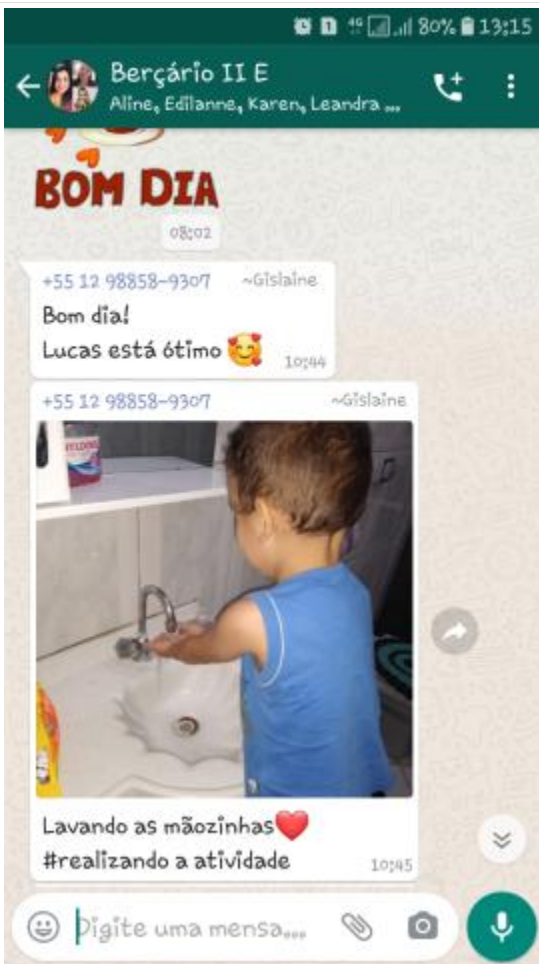 4G 80% 13:15
Berçário II E
Aline, Edilanne, Karen, Leandra ...
BOM DIA
08:02
+55 12 98858-9307 ~Gislaine
Bom dia!
Lucas está ótimo 🥰
10:44
+55 12 98858-9307 ~Gislaine
Lavando as mãozinhas❤️
#realizando a atividade
10:45
Digite uma mensa...